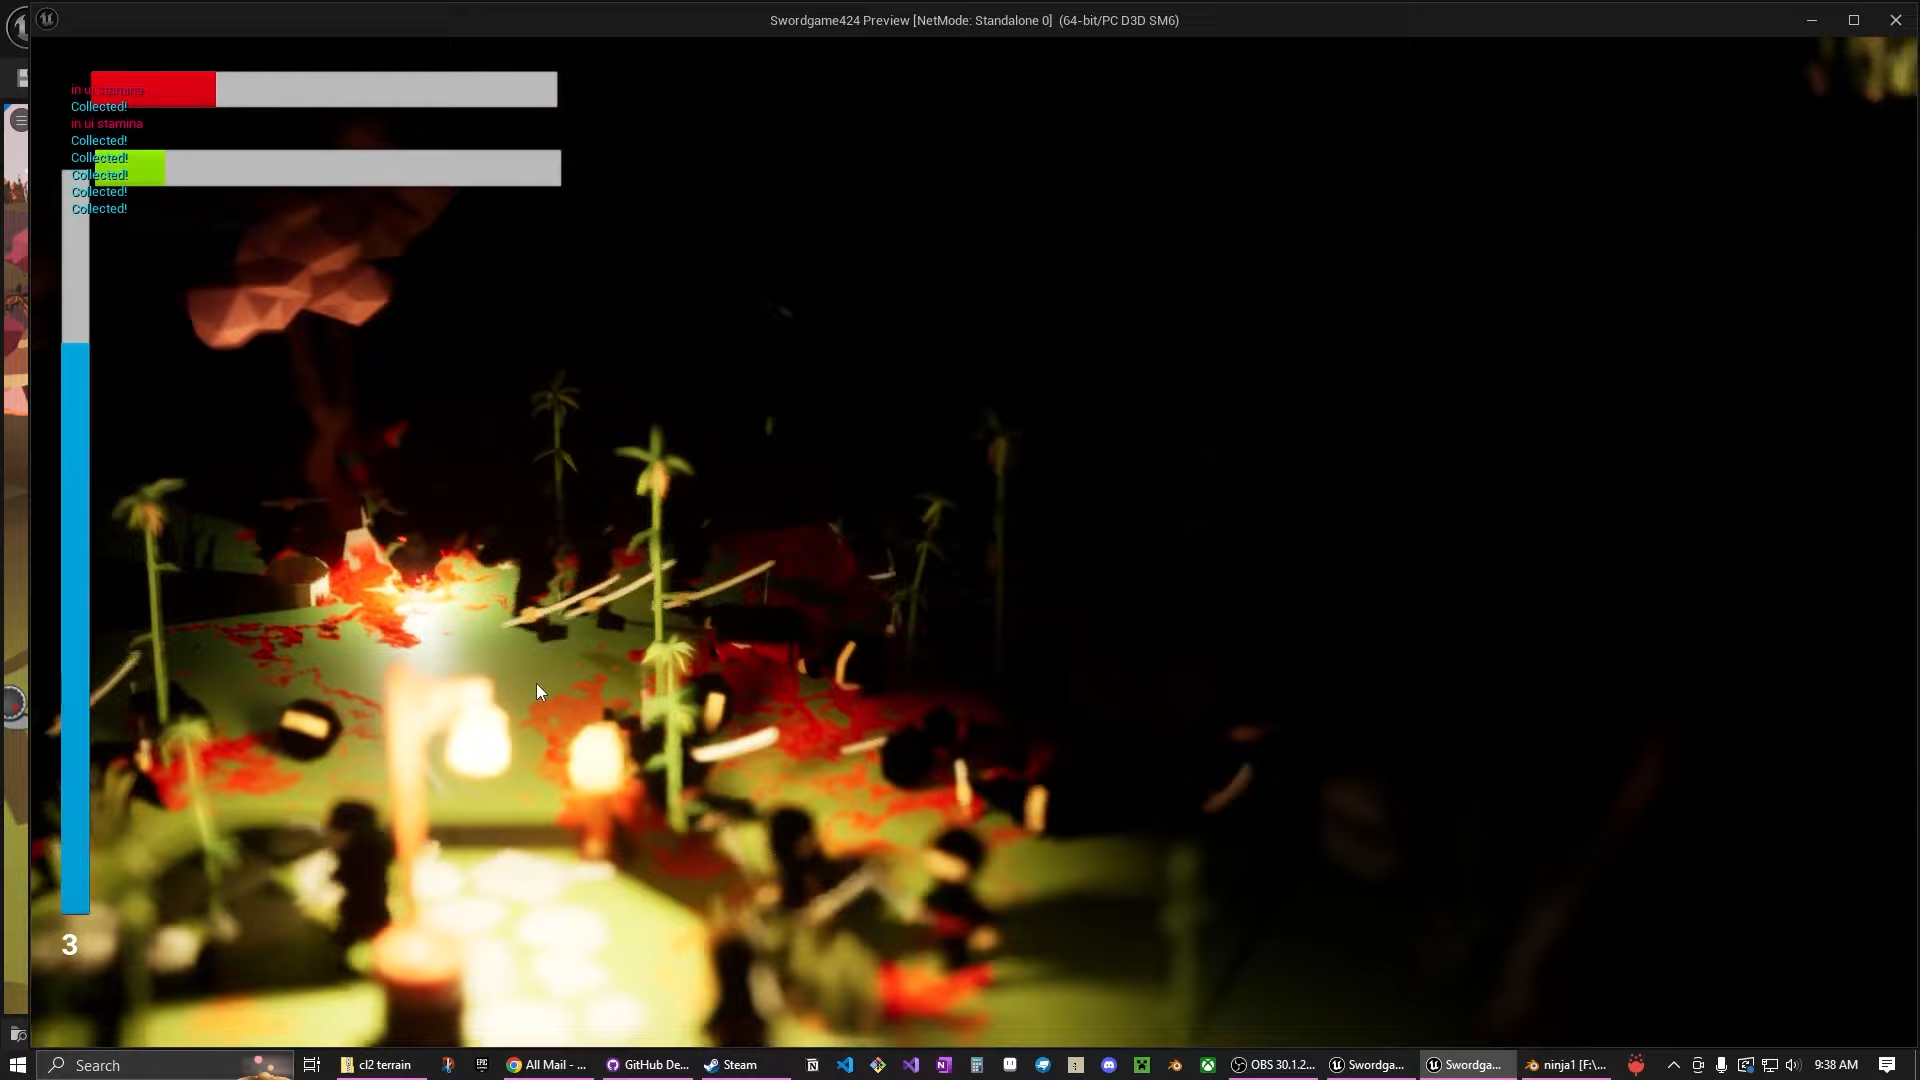 Swordgame424 Preview [NetMode: Standalone 0] (64-bit/PC D3D SM6)
in ui stamina
Collected!
in ui stamina
Collected!
Collected!
Collected!
Collected!
Collected!
3
Search
cl2 terrain
EPIC
All Mail - ...
GitHub De...
Steam
OBS 30.1.2...
Swordga...
Swordga...
ninja1 [F:\...
9:38 AM